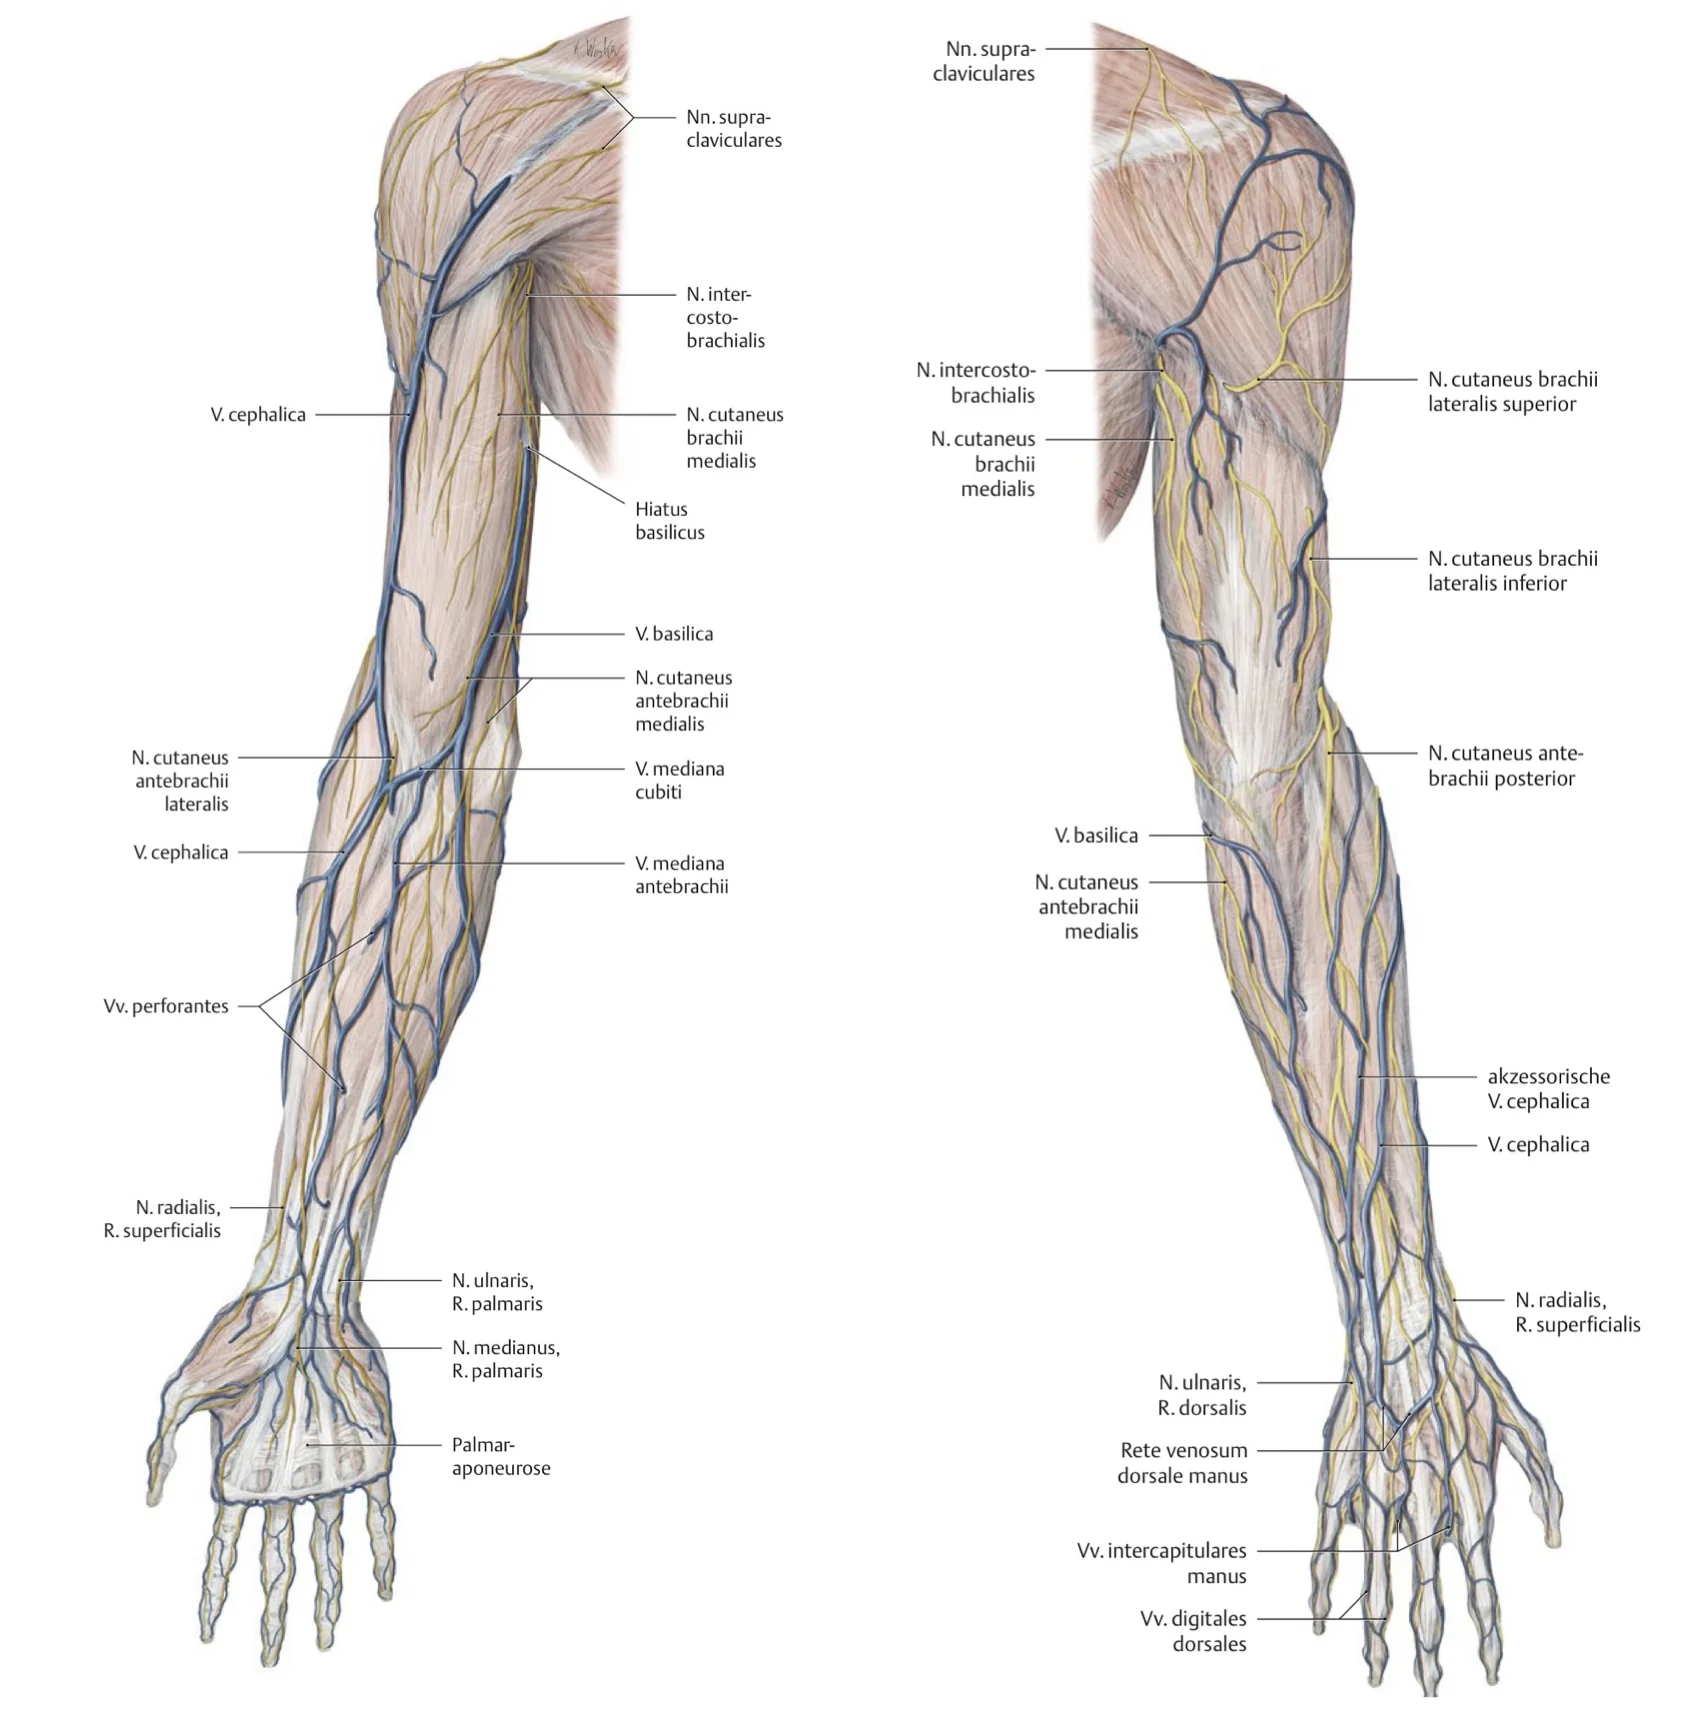 Nn. supra-
claviculares
N. inter-
costo-
brachialis
V. cephalica
N. cutaneus
brachii
medialis
Hiatus
basilicus
V. basilica
N. cutaneus
antebrachii
medialis
N. cutaneus
antebrachii
lateralis
V. mediana
cubiti
V. cephalica
V. mediana
antebrachii
Vv. perforantes
N. radialis,
R. superficialis
N. ulnaris,
R. palmaris
N. medianus,
R. palmaris
Palmar-
aponeurose
Nn. supra-
claviculares
N. intercosto-
brachialis
N. cutaneus
brachii
medialis
N. cutaneus brachii
lateralis superior
N. cutaneus brachii
lateralis inferior
N. cutaneus ante-
brachii posterior
V. basilica
N. cutaneus
antebrachii
medialis
akzessorische
V. cephalica
V. cephalica
N. radialis,
R. superficialis
N. ulnaris,
R. dorsalis
Rete venosum
dorsale manus
Vv. intercapitulares
manus
Vv. digitales
dorsales